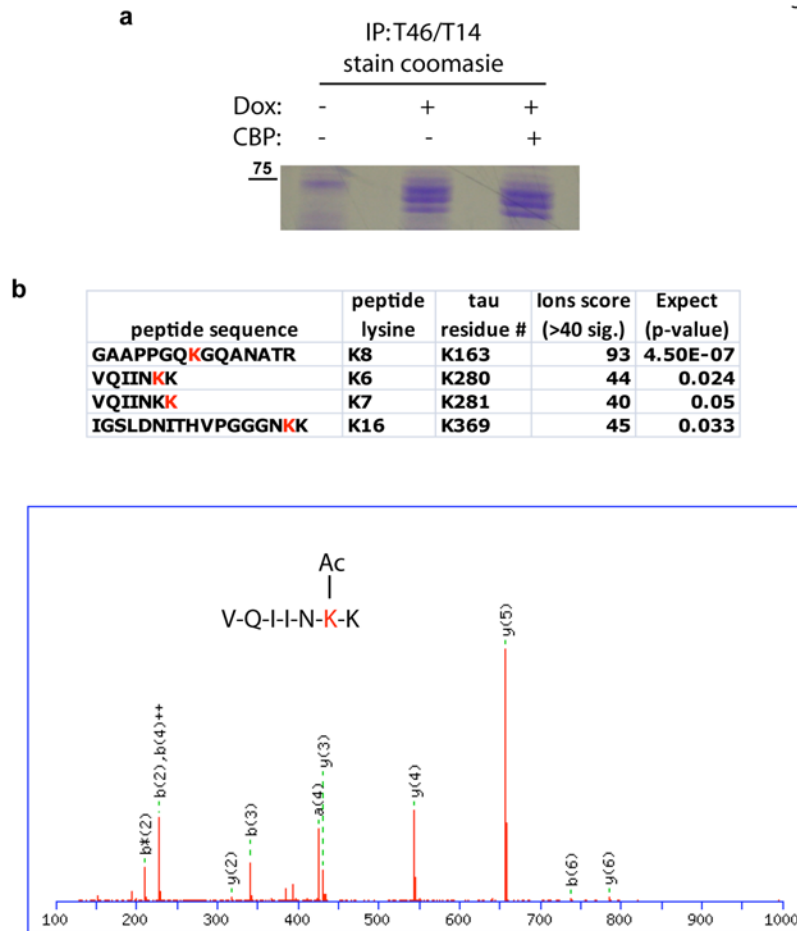 a
IP:T46/T14
stain coomasie
Dox: - + +
CBP: - - +
75
b
peptide sequence peptide lysine tau residue # Ions score (>40 sig.) Expect (p-value)
GAAPPGQKGQANATR K8 K163 93 4.50E-07
VQIINKK K6 K280 44 0.024
VQIINKK K7 K281 40 0.05
IGSLDNITHVPGGGNKK K16 K369 45 0.033
Ac
V-Q-I-I-N-K-K
b*(2)
b(2),b(4)++
y(2)
b(3)
a(4)
y(3)
y(4)
y(5)
b(6)
y(6)
100 200 300 400 500 600 700 800 900 1000